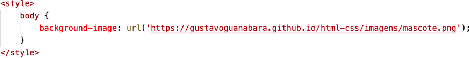 <style>
body {
background-image: url('https://gustavoguanabara.github.io/html-css/imagens/mascote.png');
}
</style>